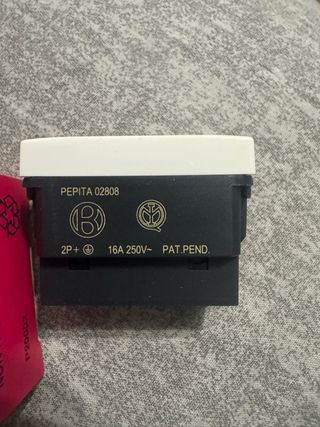 PEPITA 02808
B
2P+ 16A 250V~ PAT.PEND.